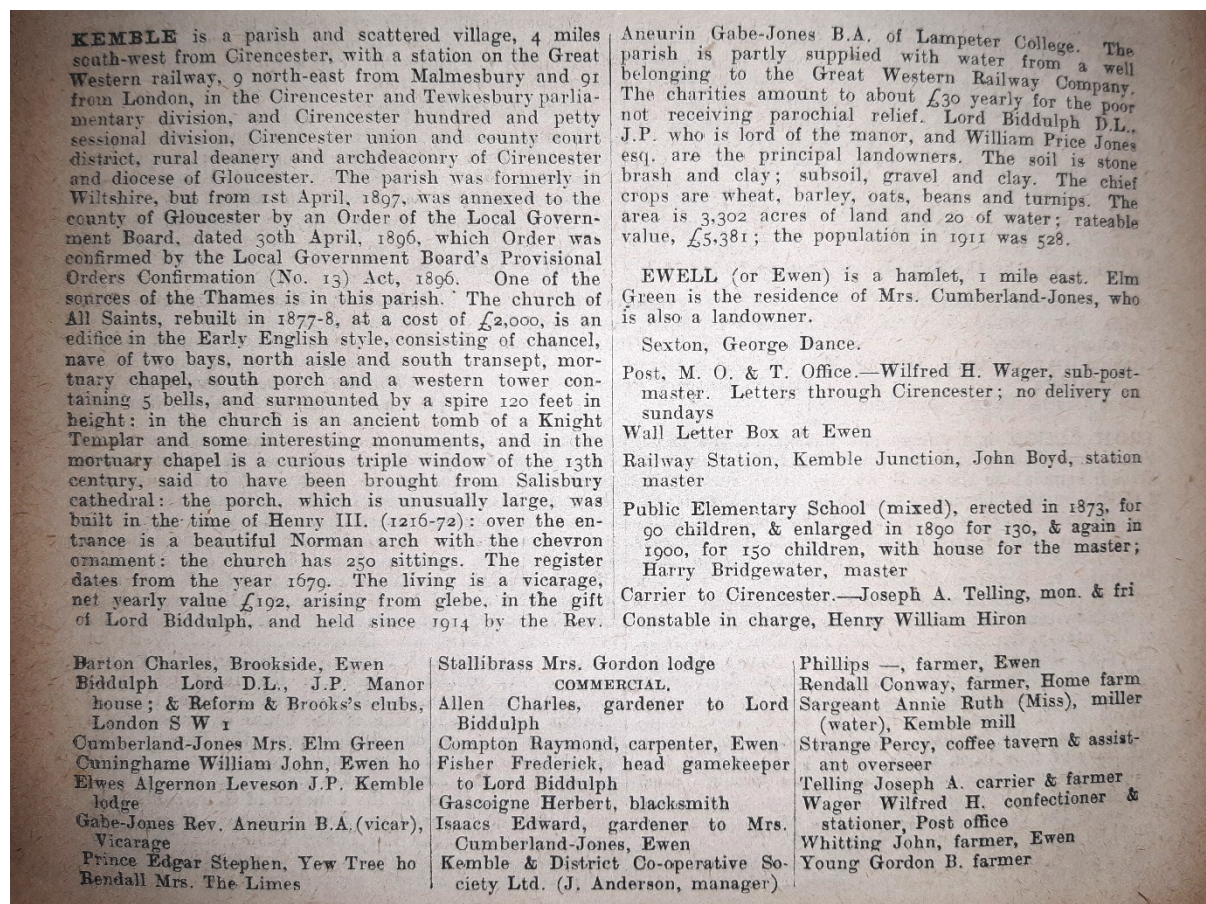 KEMBLE is a parish and scattered village, 4 miles
south-west from Cirencester, with a station on the Great
Western railway, 9 north-east from Malmesbury and 91
from London, in the Cirencester and Tewkesbury parlia-
mentary division, and Cirencester hundred and petty
sessional division, Cirencester union and county court
district, rural deanery and archdeaconry of Cirencester
and diocese of Gloucester. The parish was formerly in
Wiltshire, but from 1st April, 1897, was annexed to the
county of Gloucester by an Order of the Local Govern-
ment Board, dated 30th April, 1896, which Order was
confirmed by the Local Government Board's Provisional
Orders Confirmation (No. 13) Act, 1896. One of the
sources of the Thames is in this parish. The church of
All Saints, rebuilt in 1877-8, at a cost of £2,000, is an
edifice in the Early English style, consisting of chancel,
nave of two bays, north aisle and south transept, mor-
tuary chapel, south porch and a western tower con-
taining 5 bells, and surmounted by a spire 120 feet in
height: in the church is an ancient tomb of a Knight
Templar and some interesting monuments, and in the
mortuary chapel is a curious triple window of the 13th
century, said to have been brought from Salisbury
cathedral: the porch, which is unusually large, was
built in the time of Henry III. (1216-72): over the en-
trance is a beautiful Norman arch with the chevron
ornament: the church has 250 sittings. The register
dates from the year 1679. The living is a vicarage,
net yearly value £192, arising from glebe, in the gift
of Lord Biddulph, and held since 1914 by the Rev.
Aneurin Gabe-Jones B.A. of Lampeter College. The
parish is partly supplied with water from a well
belonging to the Great Western Railway Company.
The charities amount to about £30 yearly for the poor
not receiving parochial relief. Lord Biddulph D.L.,
J.P. who is lord of the manor, and William Price Jones
esq. are the principal landowners. The soil is stone
brash and clay; subsoil, gravel and clay. The chief
crops are wheat, barley, oats, beans and turnips. The
area is 3,302 acres of land and 20 of water; rateable
value, £5,381; the population in 1911 was 528.
EWELL (or Ewen) is a hamlet, 1 mile east. Elm
Green is the residence of Mrs. Cumberland-Jones, who
is also a landowner.
Sexton, George Dance.
Post, M. O. & T. Office.—Wilfred H. Wager, sub-post-
master. Letters through Cirencester; no delivery on
sundays
Wall Letter Box at Ewen
Railway Station, Kemble Junction, John Boyd, station
master
Public Elementary School (mixed), erected in 1873, for
90 children, & enlarged in 1890 for 130, & again in
1900, for 150 children, with house for the master;
Harry Bridgewater, master
Carrier to Cirencester.—Joseph A. Telling, mon. & fri
Constable in charge, Henry William Hiron
Barton Charles, Brookside, Ewen
Biddulph Lord D.L., J.P. Manor
house; & Reform & Brooks's clubs,
London S W 1
Cumberland-Jones Mrs. Elm Green
Cuninghame William John, Ewen ho
Elwes Algernon Leveson J.P. Kemble
lodge
Gabe-Jones Rev. Aneurin B.A. (vicar),
Vicarage
Prince Edgar Stephen, Yew Tree ho
Rendall Mrs. The Limes
Stallibrass Mrs. Gordon lodge
COMMERCIAL.
Allen Charles, gardener to Lord
Biddulph
Compton Raymond, carpenter, Ewen
Fisher Frederick, head gamekeeper
to Lord Biddulph
Gascoigne Herbert, blacksmith
Isaacs Edward, gardener to Mrs.
Cumberland-Jones, Ewen
Kemble & District Co-operative So-
ciety Ltd. (J. Anderson, manager)
Phillips —, farmer, Ewen
Rendall Conway, farmer, Home farm
Sargeant Annie Ruth (Miss), miller
(water), Kemble mill
Strange Percy, coffee tavern & assist-
ant overseer
Telling Joseph A. carrier & farmer
Wager Wilfred H. confectioner &
stationer, Post office
Whitting John, farmer, Ewen
Young Gordon B. farmer